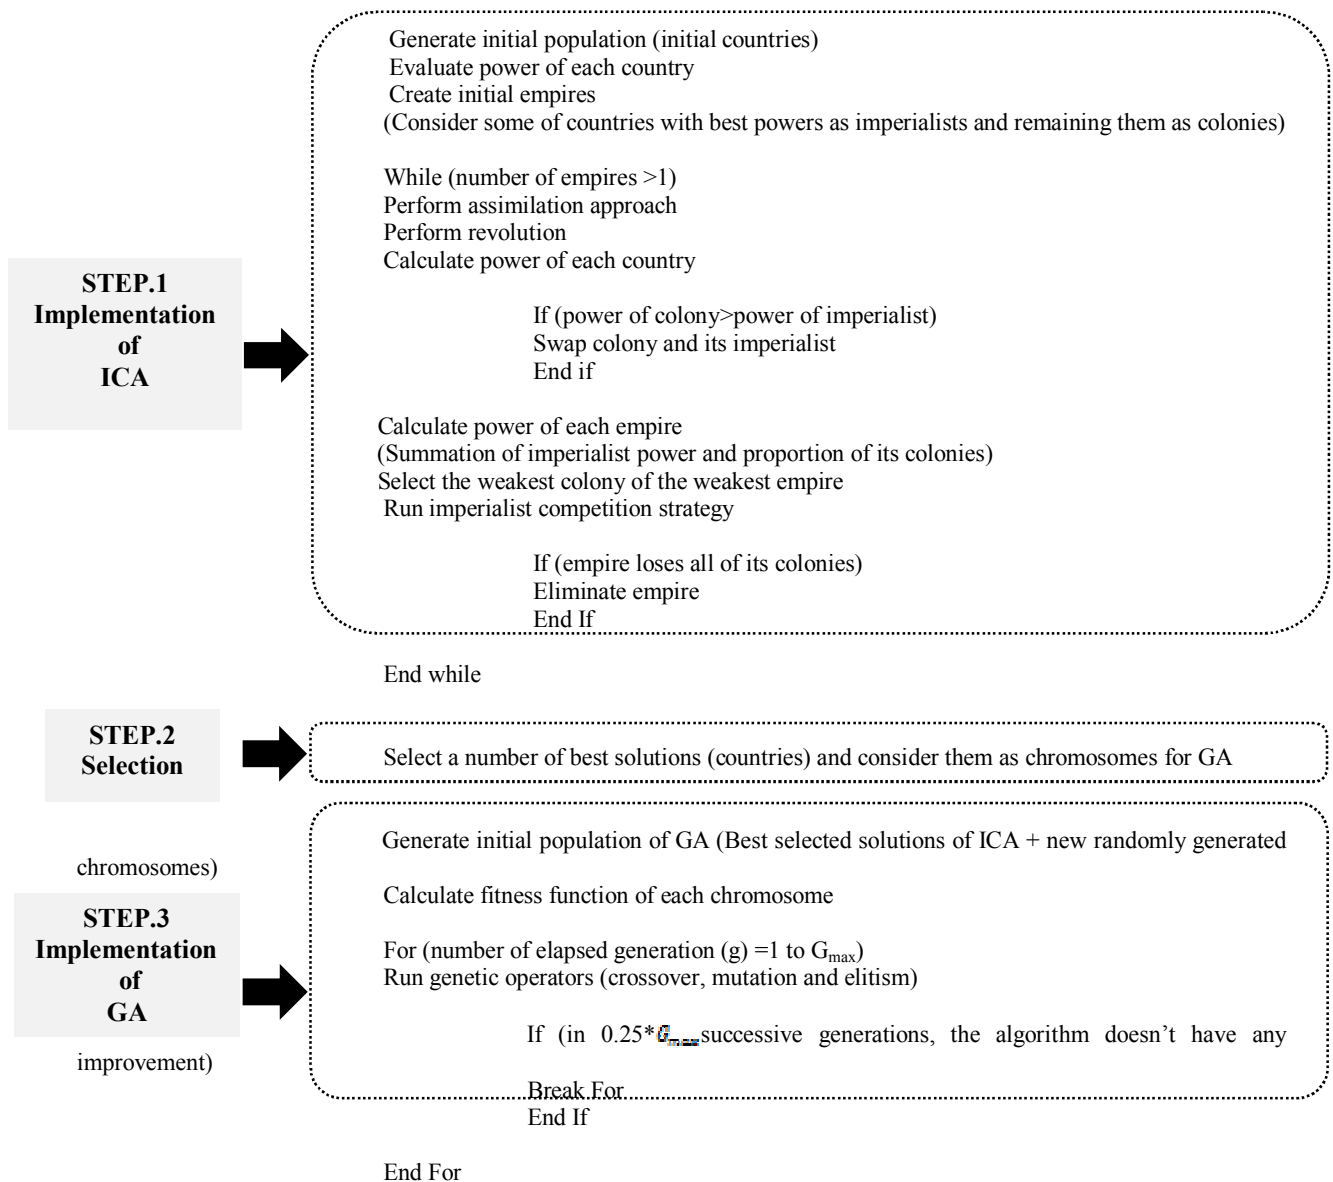 Generate initial population (initial countries)
Evaluate power of each country
Create initial empires
(Consider some of countries with best powers as imperialists and remaining them as colonies)
While (number of empires >1)
Perform assimilation approach
Perform revolution
Calculate power of each country
STEP.1
Implementation
of
ICA
If (power of colony>power of imperialist)
Swap colony and its imperialist
End if
Calculate power of each empire
(Summation of imperialist power and proportion of its colonies)
Select the weakest colony of the weakest empire
Run imperialist competition strategy
If (empire loses all of its colonies)
Eliminate empire
End If
End while
STEP.2
Selection
Select a number of best solutions (countries) and consider them as chromosomes for GA
Generate initial population of GA (Best selected solutions of ICA + new randomly generated
chromosomes)
Calculate fitness function of each chromosome
STEP.3
Implementation
of
GA
For (number of elapsed generation (g) =1 to Gmax)
Run genetic operators (crossover, mutation and elitism)
If (in 0.25* successive generations, the algorithm doesn't have any
improvement)
Break For
End If
End For